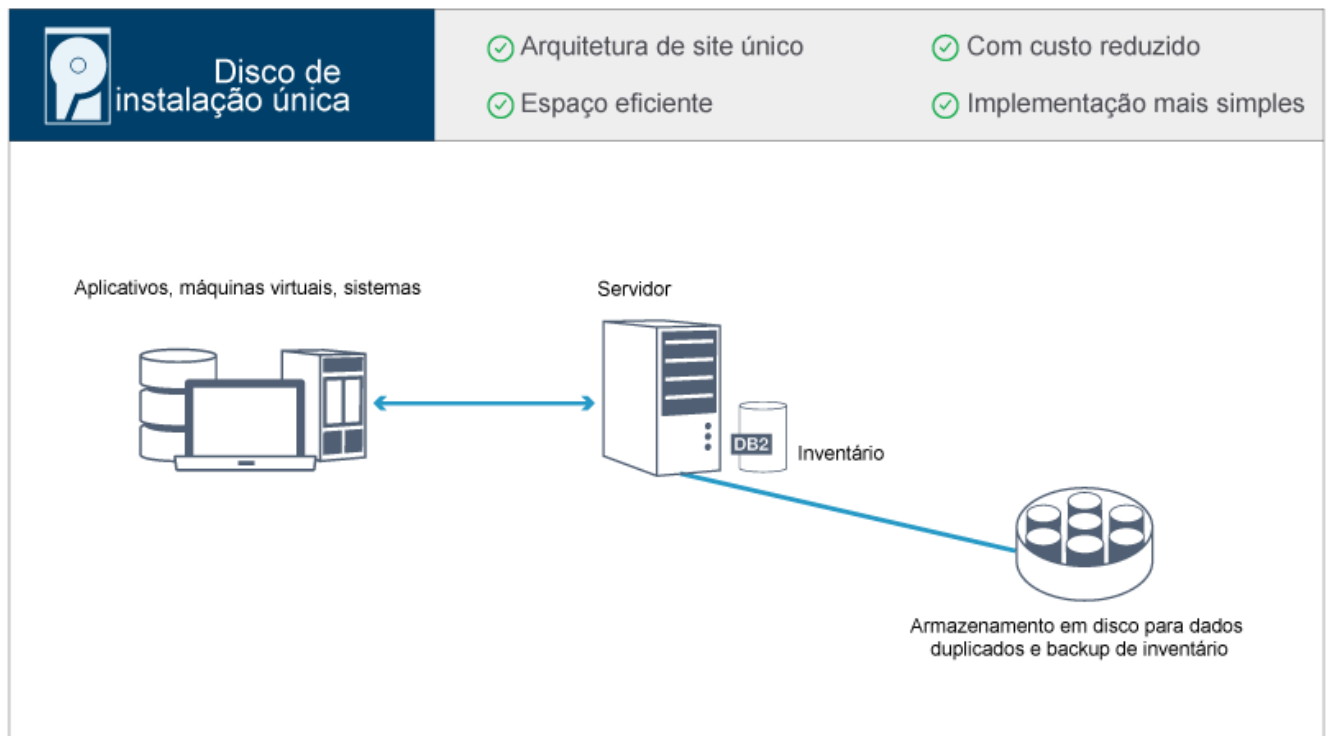 Disco de
instalação única
Arquitetura de site único
Com custo reduzido
Espaço eficiente
Implementação mais simples
Aplicativos, máquinas virtuais, sistemas
Servidor
DB2
Inventário
Armazenamento em disco para dados
duplicados e backup de inventário